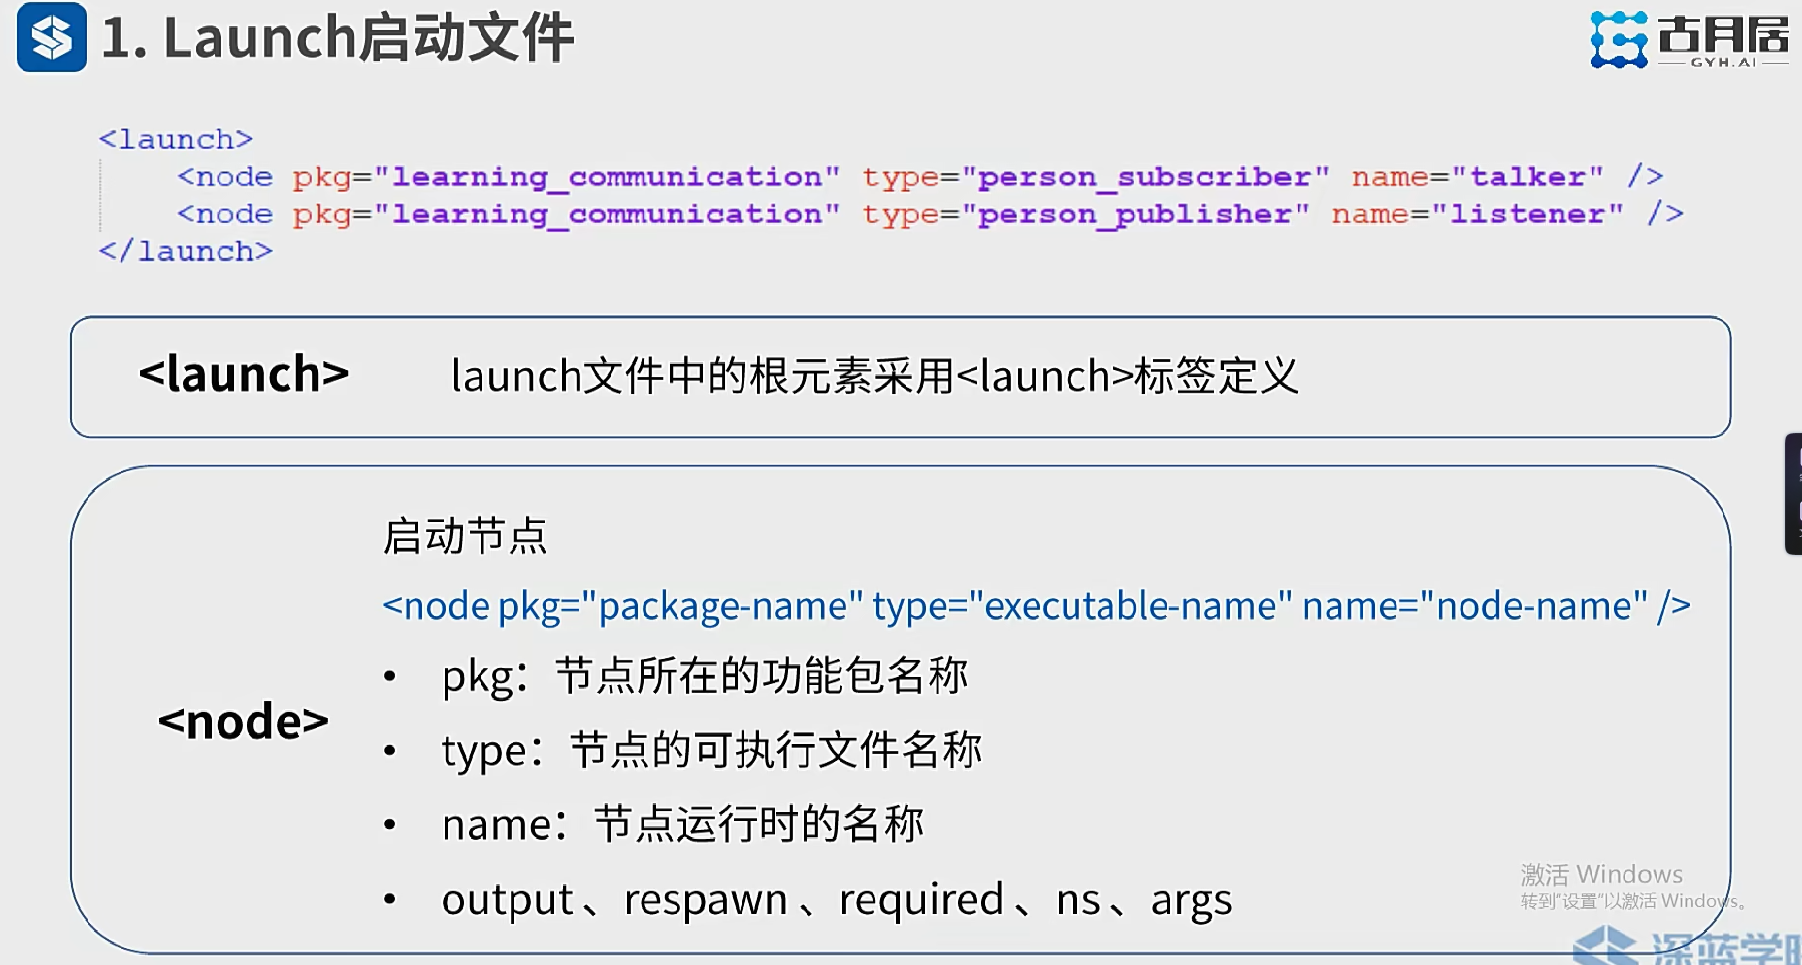 1. Launch启动文件
古月居
GYH.AI
<launch>
<node pkg="learning_communication" type="person_subscriber" name="talker" />
<node pkg="learning_communication" type="person_publisher" name="listener" />
</launch>
<launch> launch文件中的根元素采用<launch>标签定义
启动节点
<node pkg="package-name" type="executable-name" name="node-name" />
• pkg：节点所在的功能包名称
<node>
• type：节点的可执行文件名称
• name：节点运行时的名称
• output、respawn、required、ns、args
激活 Windows
转到"设置"以激活 Windows。
深蓝学